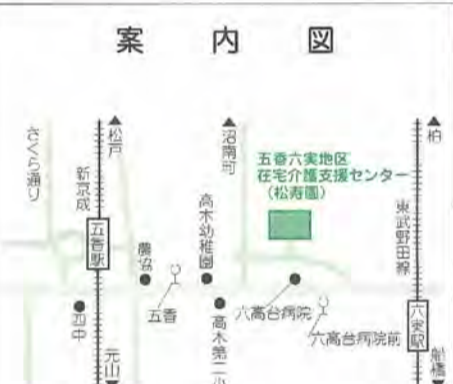 案内図
▲松戸
▲沼南町
▲柏
さくら通り
新京成
五香六実地区
在宅介護支援センター
(松寿園)
東武野田線
五香駅
農協
高木幼稚園
四中
五香
高木第二小
六高台病院
六高台病院前
六実駅
元山▼
船橋▼